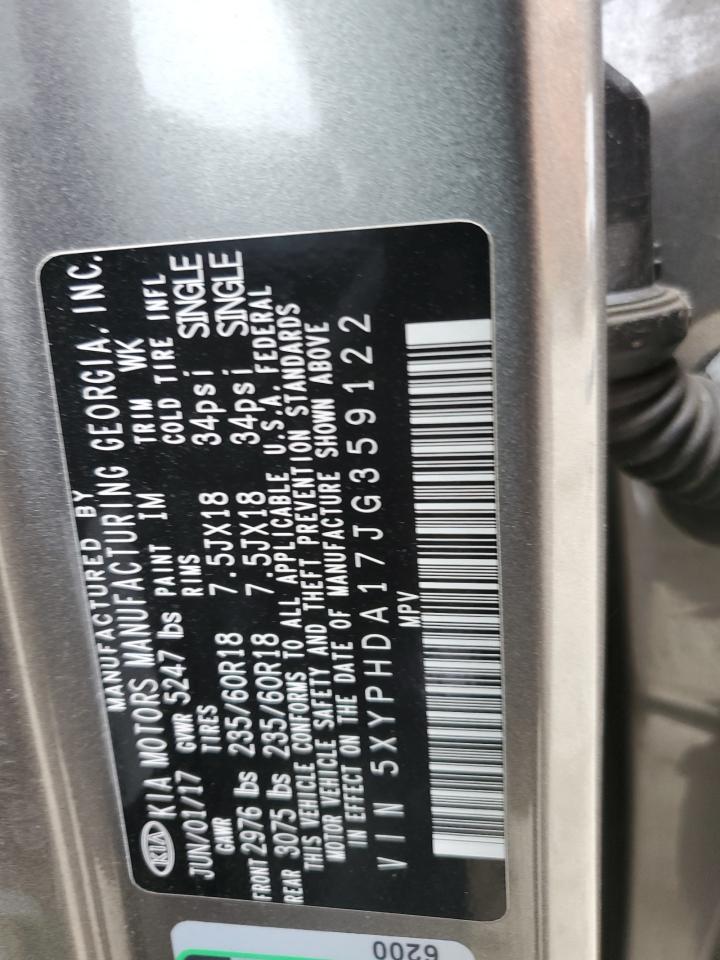 MANUFACTURED BY
KIA KIA MOTORS MANUFACTURING GEORGIA, INC.
JUN/01/17 GVWR 5247 lbs PAINT IM TRIM WK
GAWR TIRES RIMS COLD TIRE INFL
FRONT 2976 lbs 235/60R18 7.5JX18 34psi SINGLE
REAR 3075 lbs 235/60R18 7.5JX18 34psi SINGLE
THIS VEHICLE CONFORMS TO ALL APPLICABLE U.S.A. FEDERAL
MOTOR VEHICLE SAFETY AND THEFT PREVENTION STANDARDS
IN EFFECT ON THE DATE OF MANUFACTURE SHOWN ABOVE
VIN 5XYPHDA17JG359122
MPV
6200